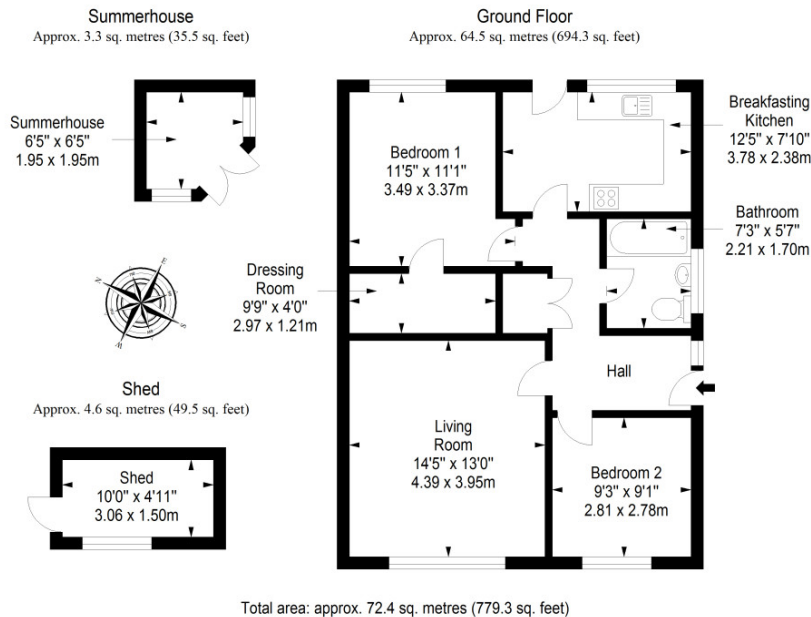 Summerhouse
Approx. 3.3 sq. metres (35.5 sq. feet)
Ground Floor
Approx. 64.5 sq. metres (694.3 sq. feet)
Summerhouse
6'5" x 6'5"
1.95 x 1.95m
Bedroom 1
11'5" x 11'1"
3.49 x 3.37m
Breakfasting
Kitchen
12'5" x 7'10"
3.78 x 2.38m
Bathroom
7'3" x 5'7"
2.21 x 1.70m
Dressing
Room
9'9" x 4'0"
2.97 x 1.21m
N
E
S
W
Hall
Shed
Approx. 4.6 sq. metres (49.5 sq. feet)
Shed
10'0" x 4'11"
3.06 x 1.50m
Living
Room
14'5" x 13'0"
4.39 x 3.95m
Bedroom 2
9'3" x 9'1"
2.81 x 2.78m
Total area: approx. 72.4 sq. metres (779.3 sq. feet)